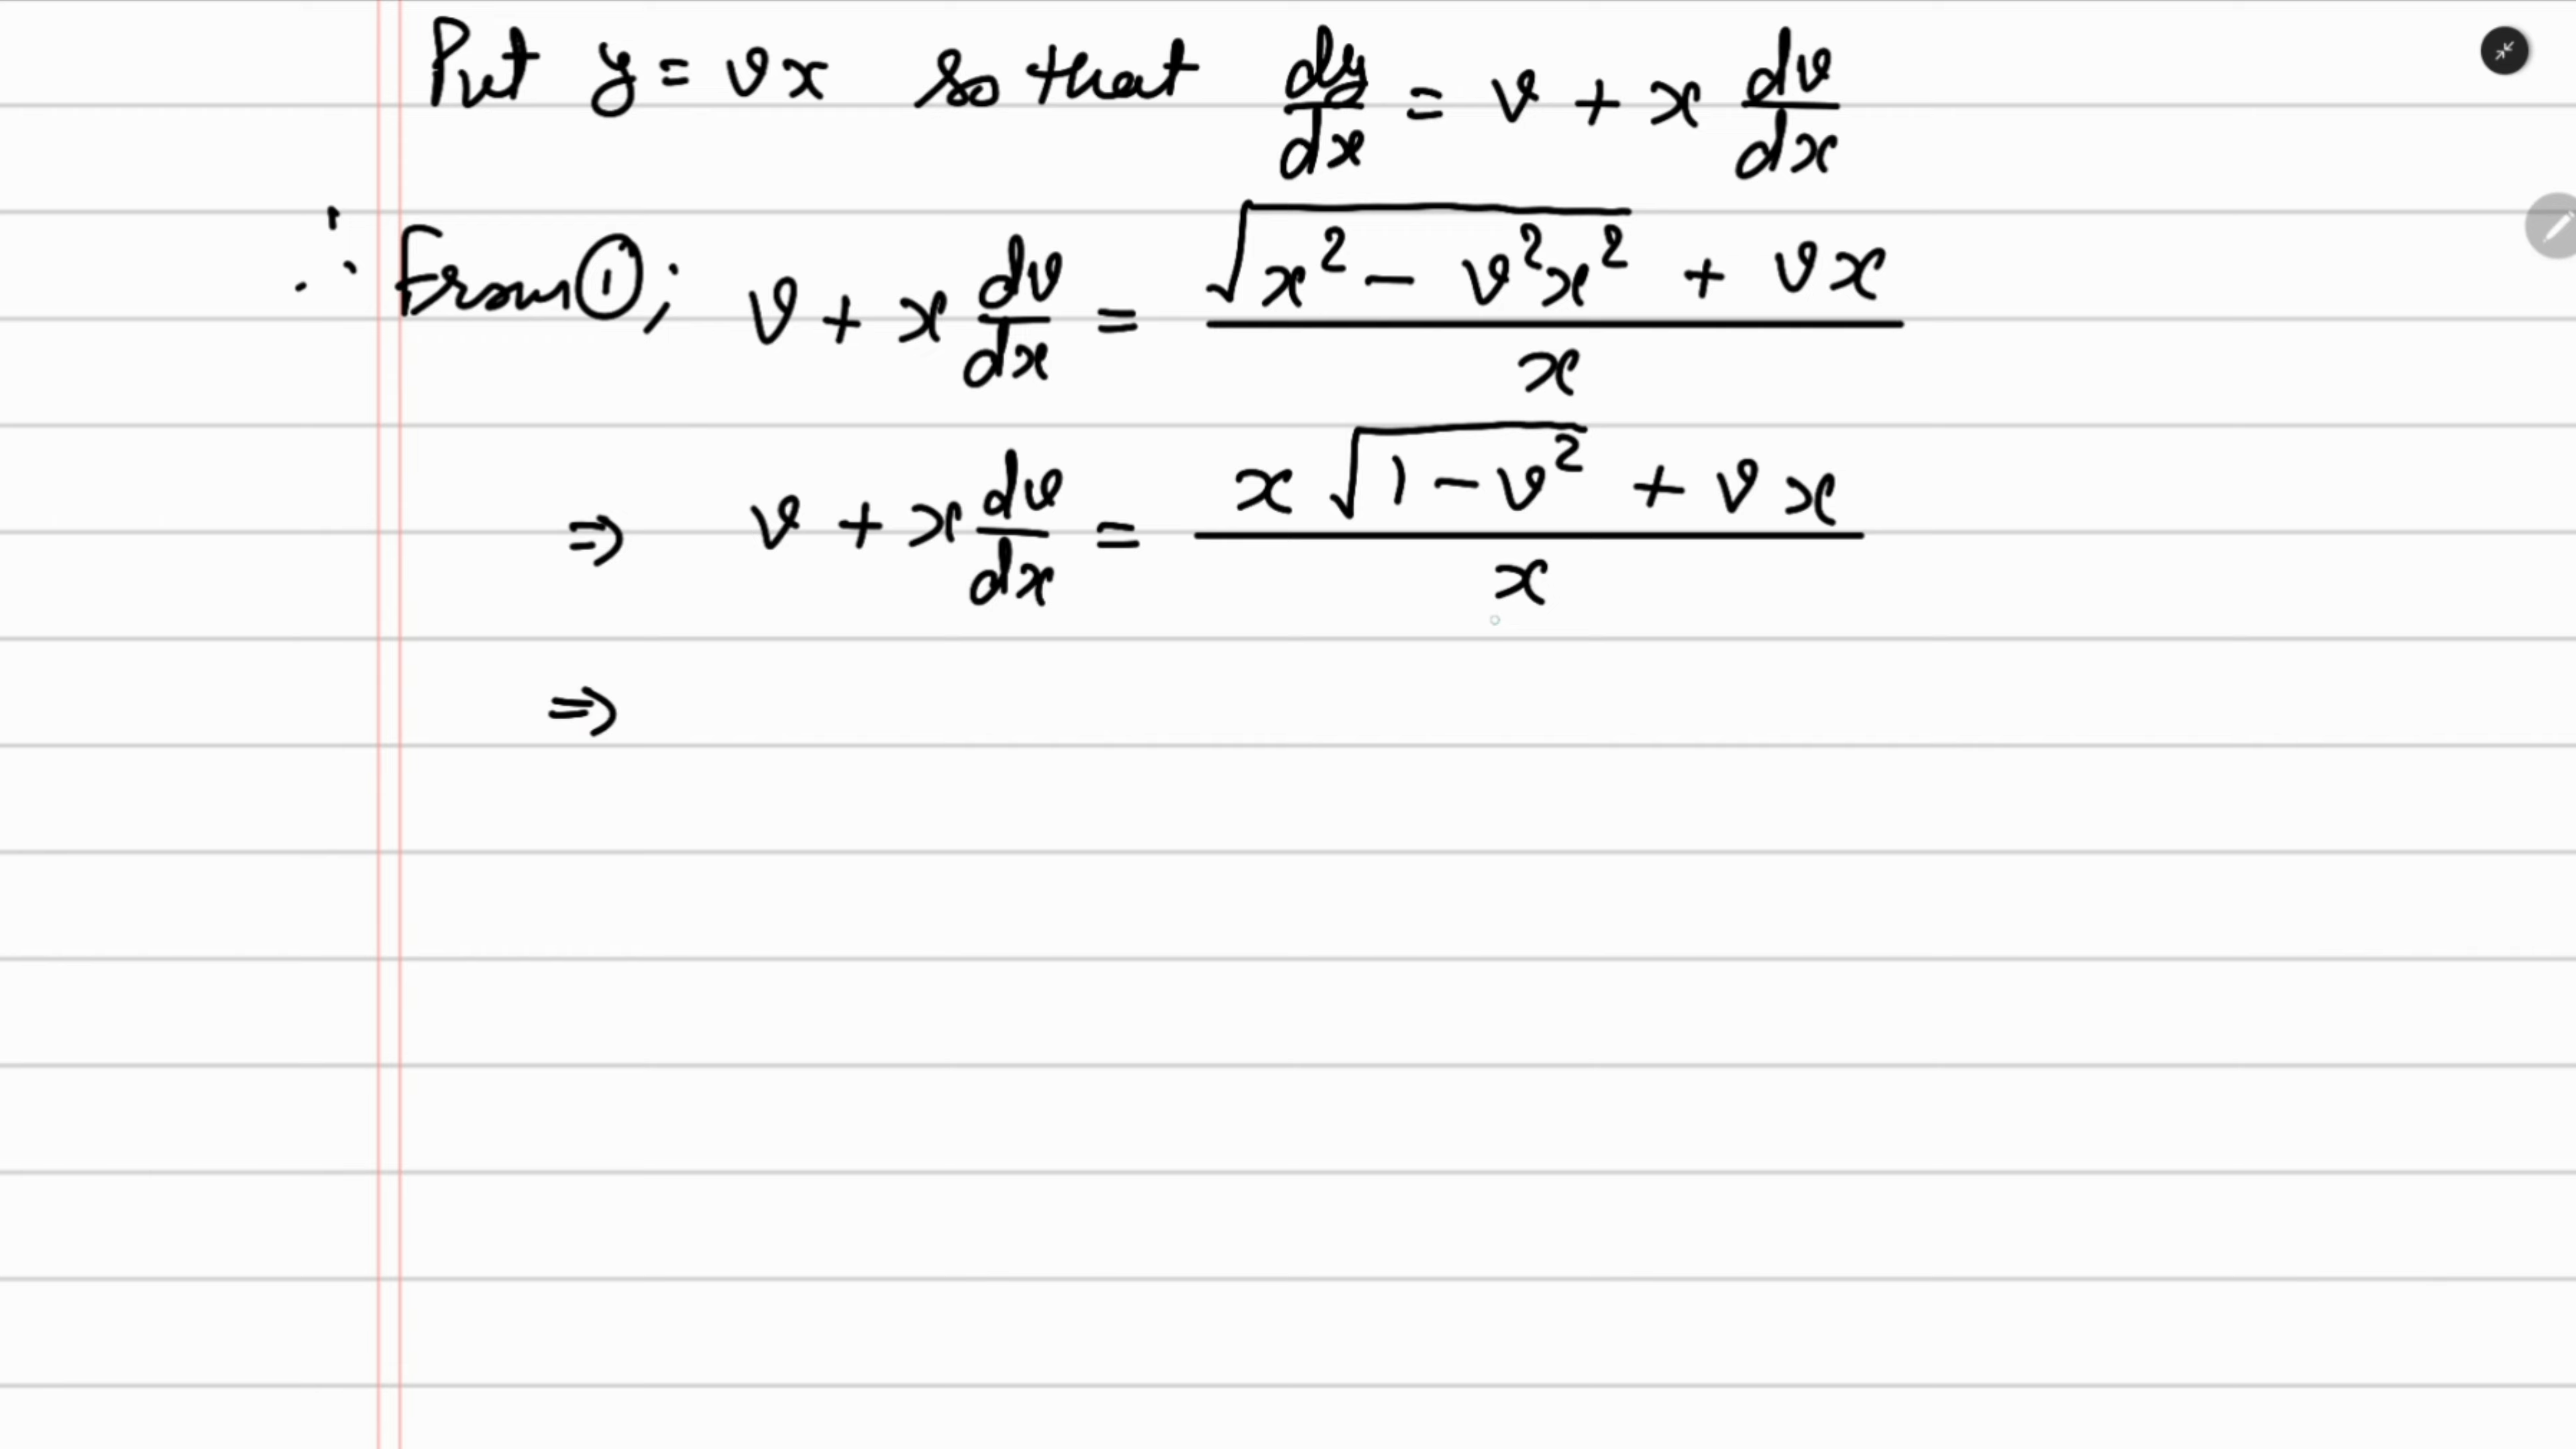 Put y = vx so that dy/dx = v + x dv/dx
∴ From ①; v + x dv/dx = (√(x² − v²x²) + vx)/x
⇒ v + x dv/dx = (x√(1 − v²) + vx)/x
⇒